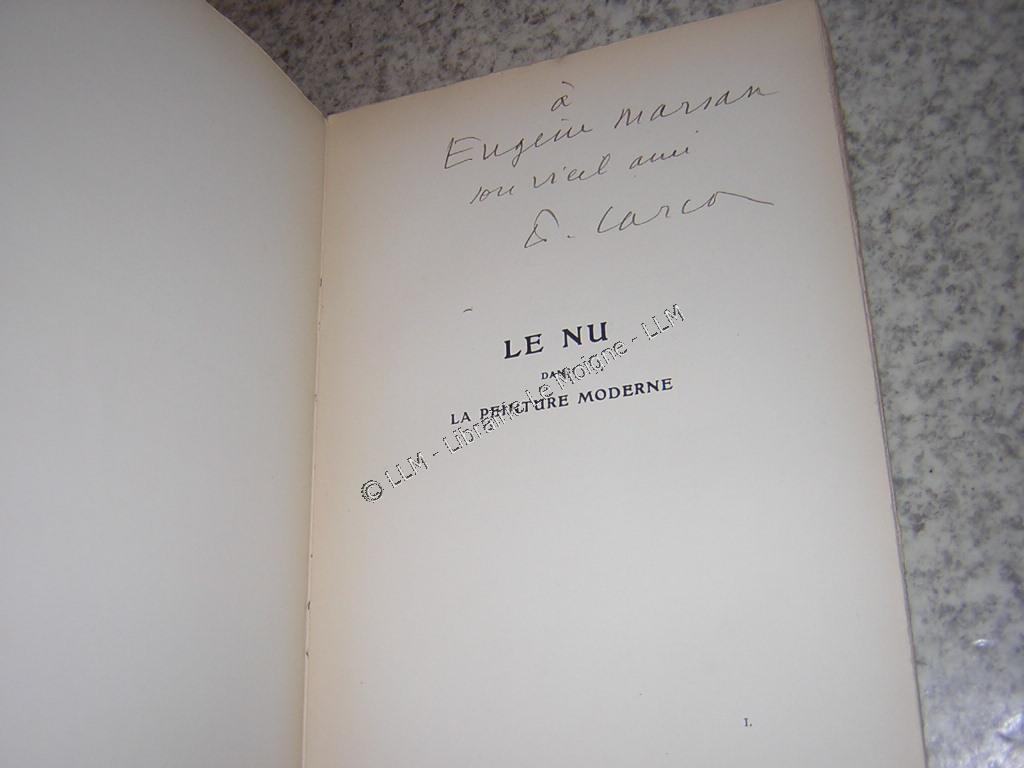 à
Eugène Marsan
son vieil ami
F. Carco
LE NU
DANS
LA PEINTURE MODERNE
© LLM - Librairie Le Moigne - LLM
I.